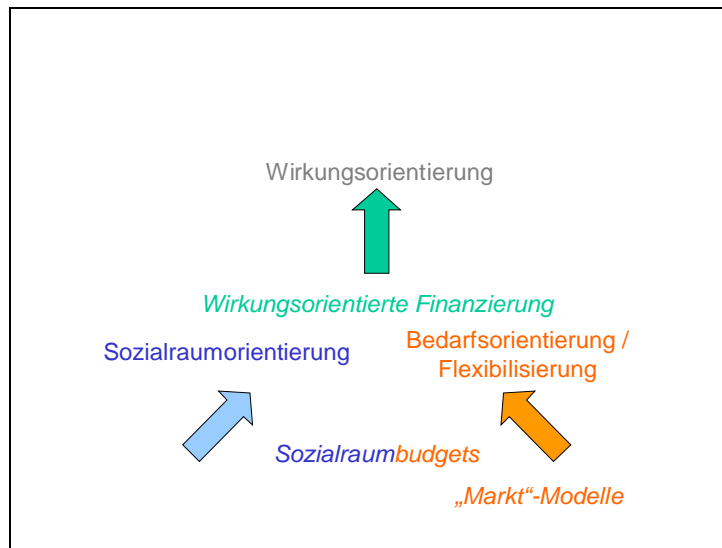 Wirkungsorientierung
Wirkungsorientierte Finanzierung
Sozialraumorientierung
Bedarfsorientierung /
Flexibilisierung
Sozialraumbudgets
„Markt“-Modelle